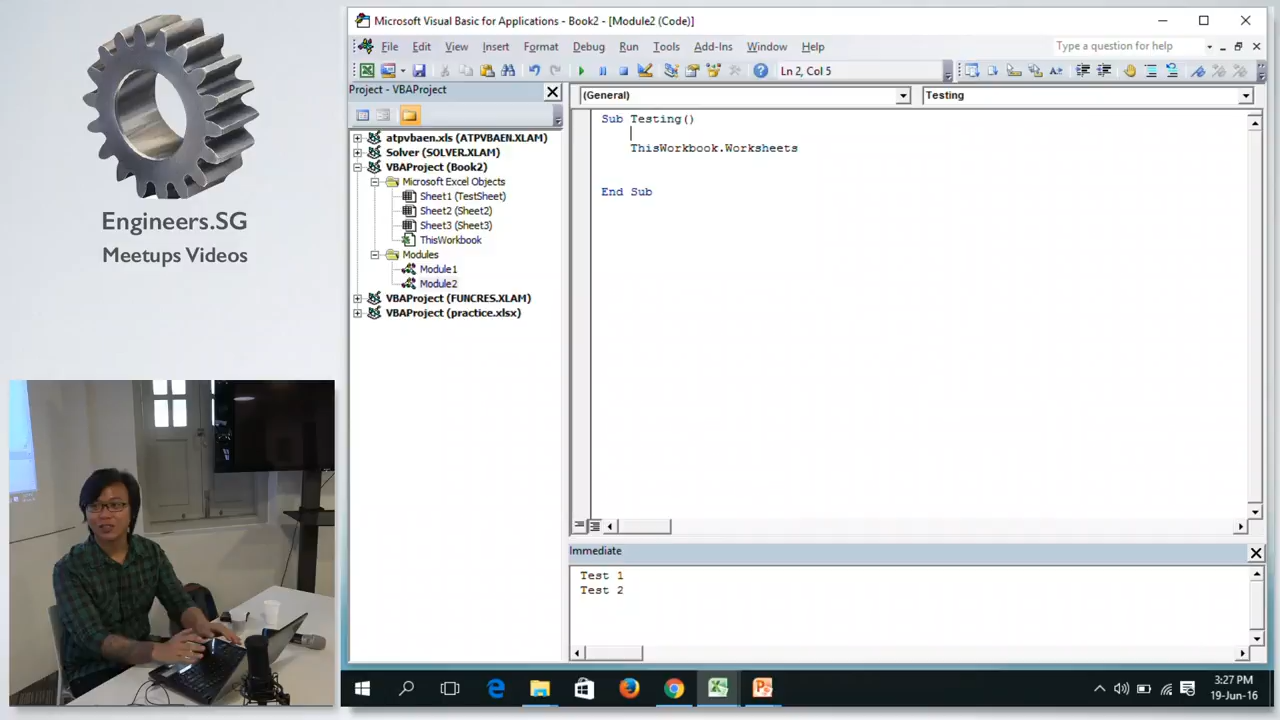 Engineers.SG
Meetups Videos
Microsoft Visual Basic for Applications - Book2 - [Module2 (Code)]
File Edit View Insert Format Debug Run Tools Add-Ins Window Help
Type a question for help
Ln 2, Col 5
Project - VBAProject
atpvbaen.xls (ATPVBAEN.XLAM)
Solver (SOLVER.XLAM)
VBAProject (Book2)
Microsoft Excel Objects
Sheet1 (TestSheet)
Sheet2 (Sheet2)
Sheet3 (Sheet3)
ThisWorkbook
Modules
Module1
Module2
VBAProject (FUNCRES.XLAM)
VBAProject (practice.xlsx)
(General)
Testing
Sub Testing()
ThisWorkbook.Worksheets
End Sub
Immediate
Test 1
Test 2
3:27 PM
19-Jun-16